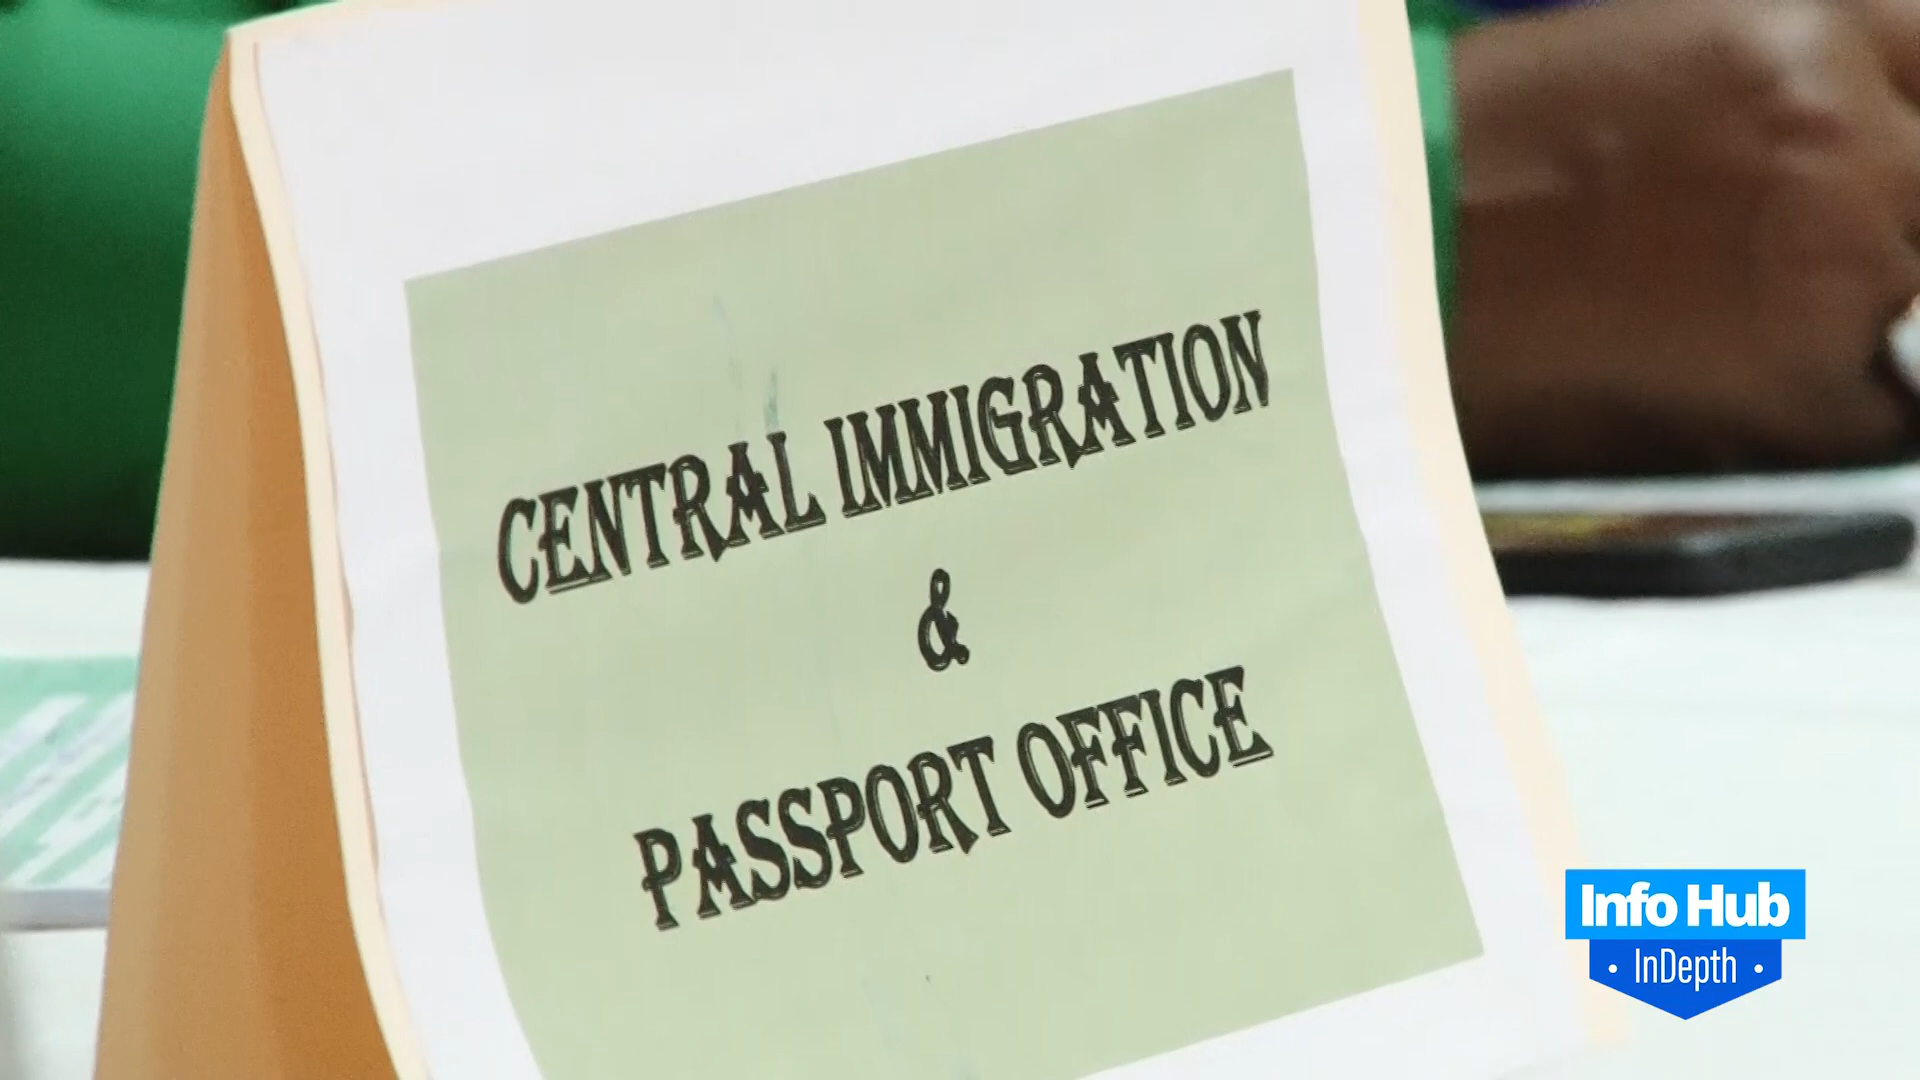 CENTRAL IMMIGRATION
&
PASSPORT OFFICE
Info Hub
InDepth